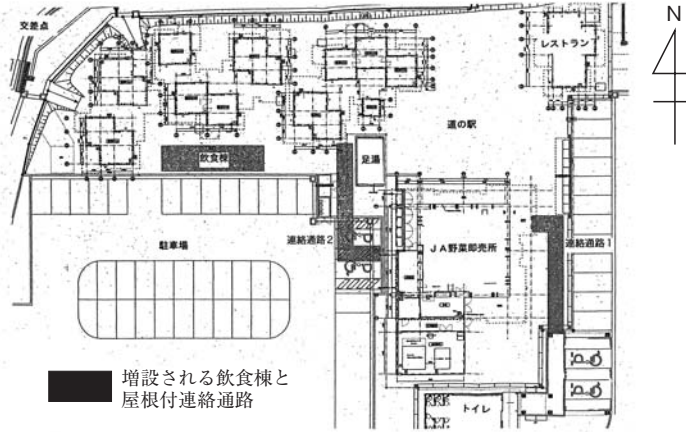 交差点
レストラン
N
道の駅
飲食棟
足湯
連絡通路2
JA野菜即売所
連絡通路1
駐車場
増設される飲食棟と
屋根付連絡通路
トイレ